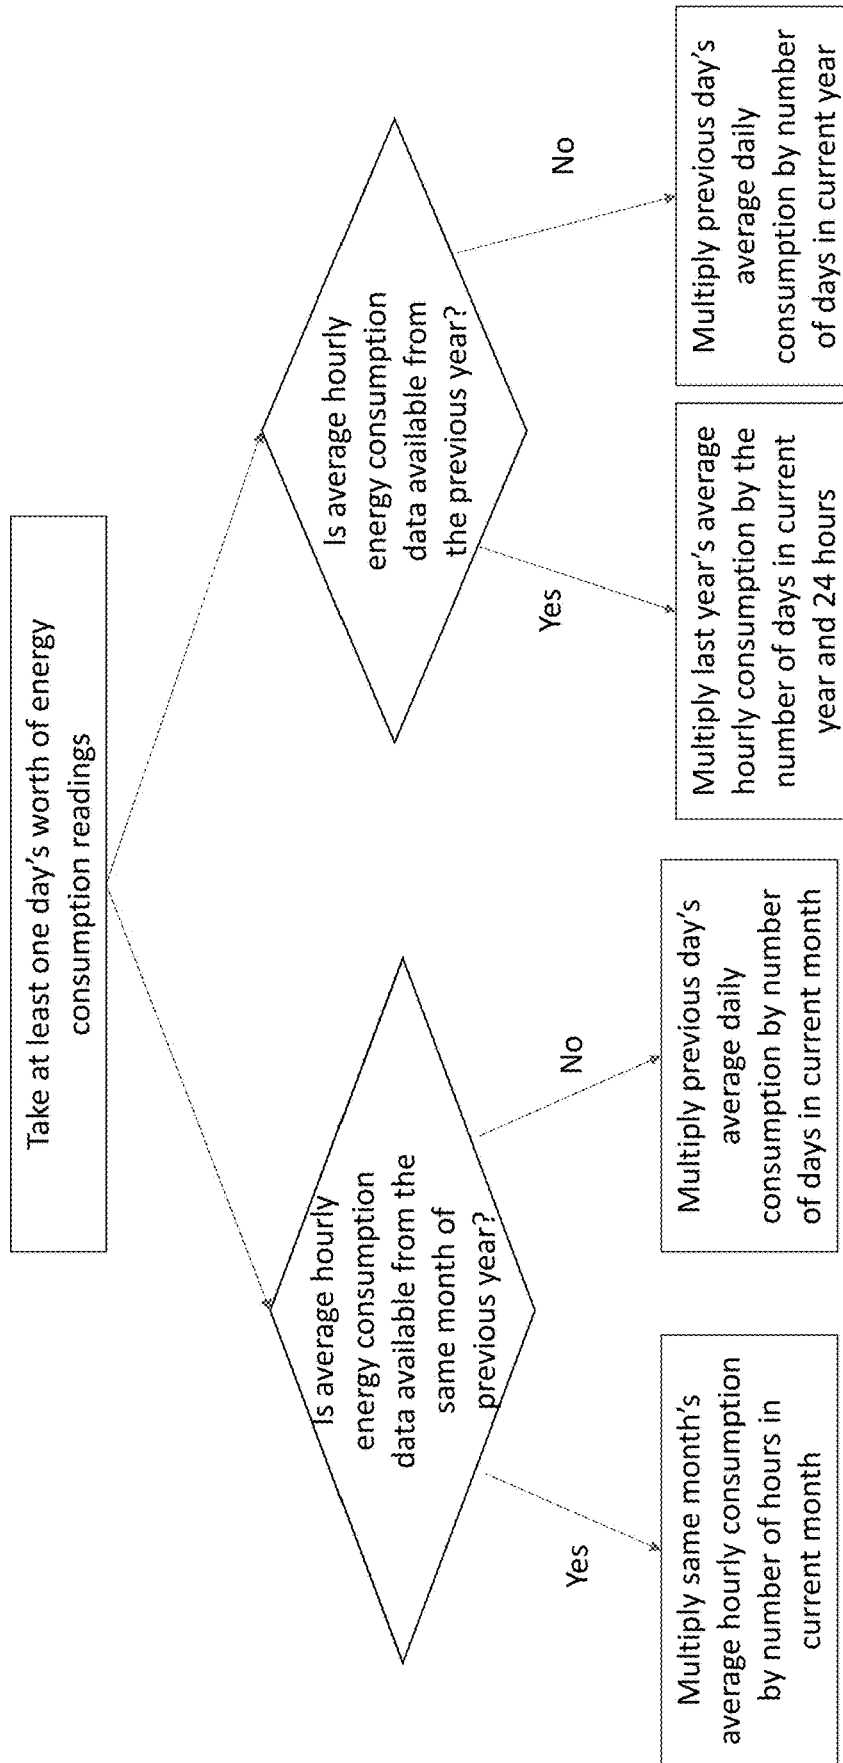 Take at least one day's worth of energy
consumption readings
Is average hourly
energy consumption
data available from the
same month of
previous year?
Is average hourly
energy consumption
data available from
the previous year?
Yes
No
Yes
No
Multiply same month's
average hourly consumption
by number of hours in
current month
Multiply previous day's
average daily
consumption by number
of days in current month
Multiply last year's average
hourly consumption by the
number of days in current
year and 24 hours
Multiply previous day's
average daily
consumption by number
of days in current year